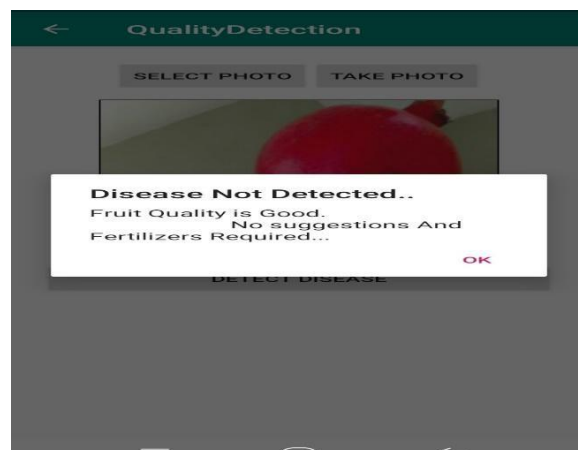 QualityDetection
SELECT PHOTO TAKE PHOTO
Disease Not Detected..
Fruit Quality is Good.
No suggestions And
Fertilizers Required...
OK
DETECT DISEASE